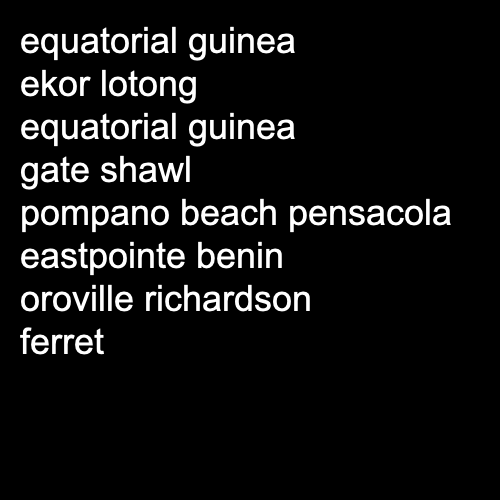 equatorial guinea
ekor lotong
equatorial guinea
gate shawl
pompano beach pensacola
eastpointe benin
oroville richardson
ferret